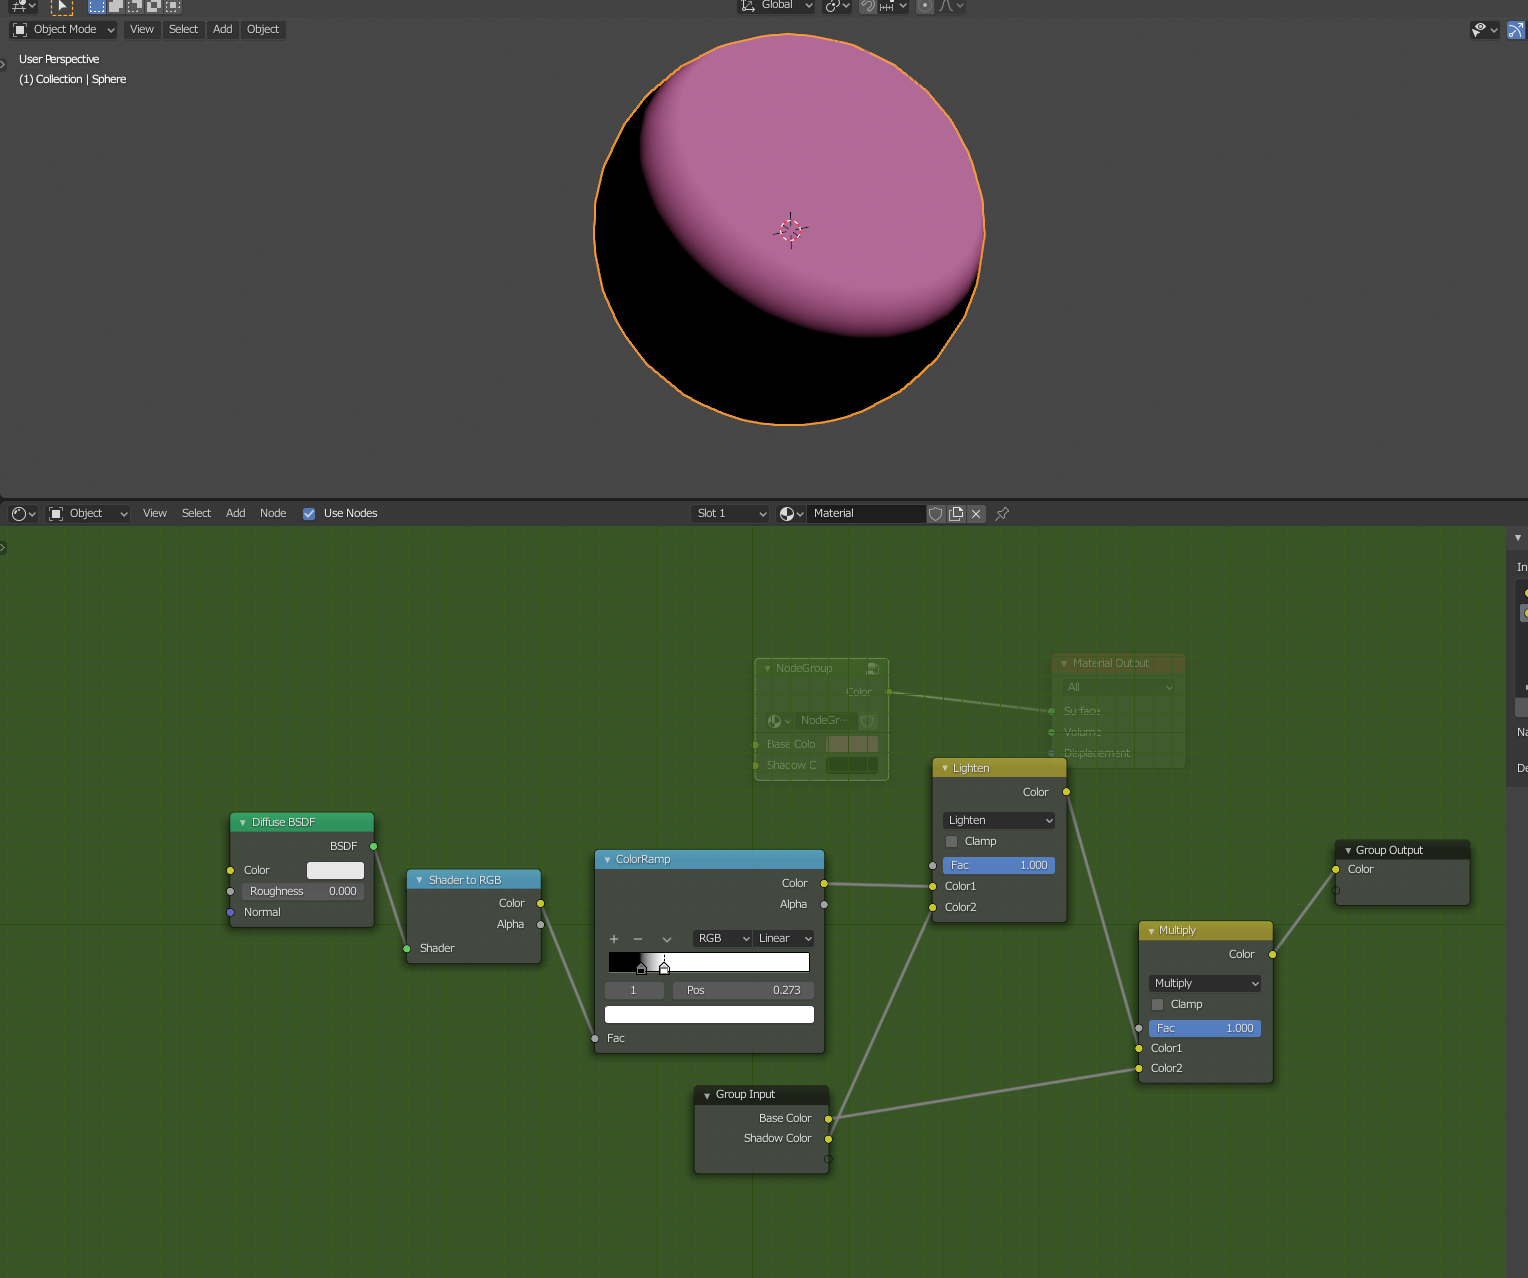 Global
Object Mode View Select Add Object
User Perspective
(1) Collection | Sphere
Object View Select Add Node Use Nodes Slot 1 Material
NodeGroup
Color
NodeGr
Base Colo
Shadow C
Material Output
All
Surface
Volume
Displacement
Diffuse BSDF
BSDF
Color
Roughness 0.000
Normal
Shader to RGB
Color
Alpha
Shader
ColorRamp
Color
Alpha
RGB Linear
1 Pos 0.273
Fac
Lighten
Color
Lighten
Clamp
Fac 1.000
Color1
Color2
Group Input
Base Color
Shadow Color
Multiply
Color
Multiply
Clamp
Fac 1.000
Color1
Color2
Group Output
Color
In
Na
De